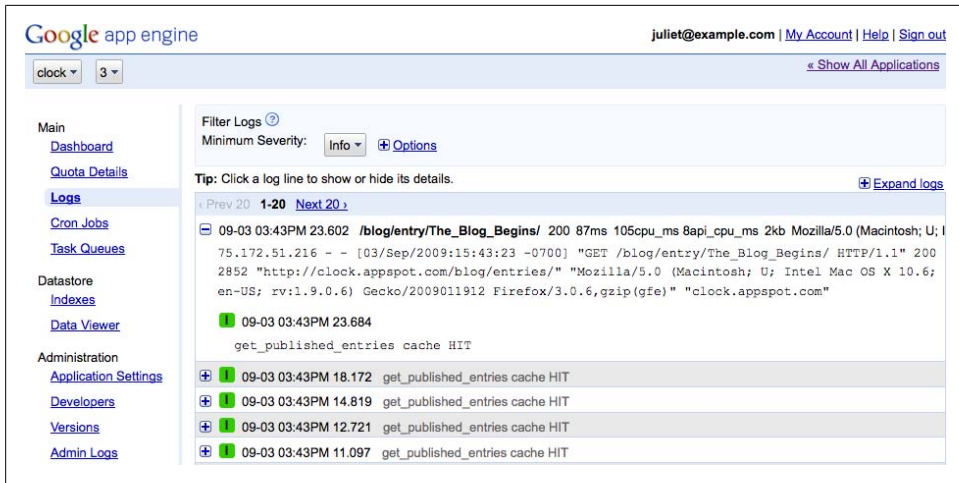 Google app engine
juliet@example.com | My Account | Help | Sign out
clock 3
« Show All Applications
Main
Dashboard
Quota Details
Logs
Cron Jobs
Task Queues
Datastore
Indexes
Data Viewer
Administration
Application Settings
Developers
Versions
Admin Logs
Filter Logs ?
Minimum Severity: Info + Options
Tip: Click a log line to show or hide its details.
+ Expand logs
‹ Prev 20 1-20 Next 20 ›
09-03 03:43PM 23.602 /blog/entry/The_Blog_Begins/ 200 87ms 105cpu_ms 8api_cpu_ms 2kb Mozilla/5.0 (Macintosh; U; I
75.172.51.216 - - [03/Sep/2009:15:43:23 -0700] "GET /blog/entry/The_Blog_Begins/ HTTP/1.1" 200
2852 "http://clock.appspot.com/blog/entries/" "Mozilla/5.0 (Macintosh; U; Intel Mac OS X 10.6;
en-US; rv:1.9.0.6) Gecko/2009011912 Firefox/3.0.6,gzip(gfe)" "clock.appspot.com"
I 09-03 03:43PM 23.684
get_published_entries cache HIT
I 09-03 03:43PM 18.172 get_published_entries cache HIT
I 09-03 03:43PM 14.819 get_published_entries cache HIT
I 09-03 03:43PM 12.721 get_published_entries cache HIT
I 09-03 03:43PM 11.097 get_published_entries cache HIT